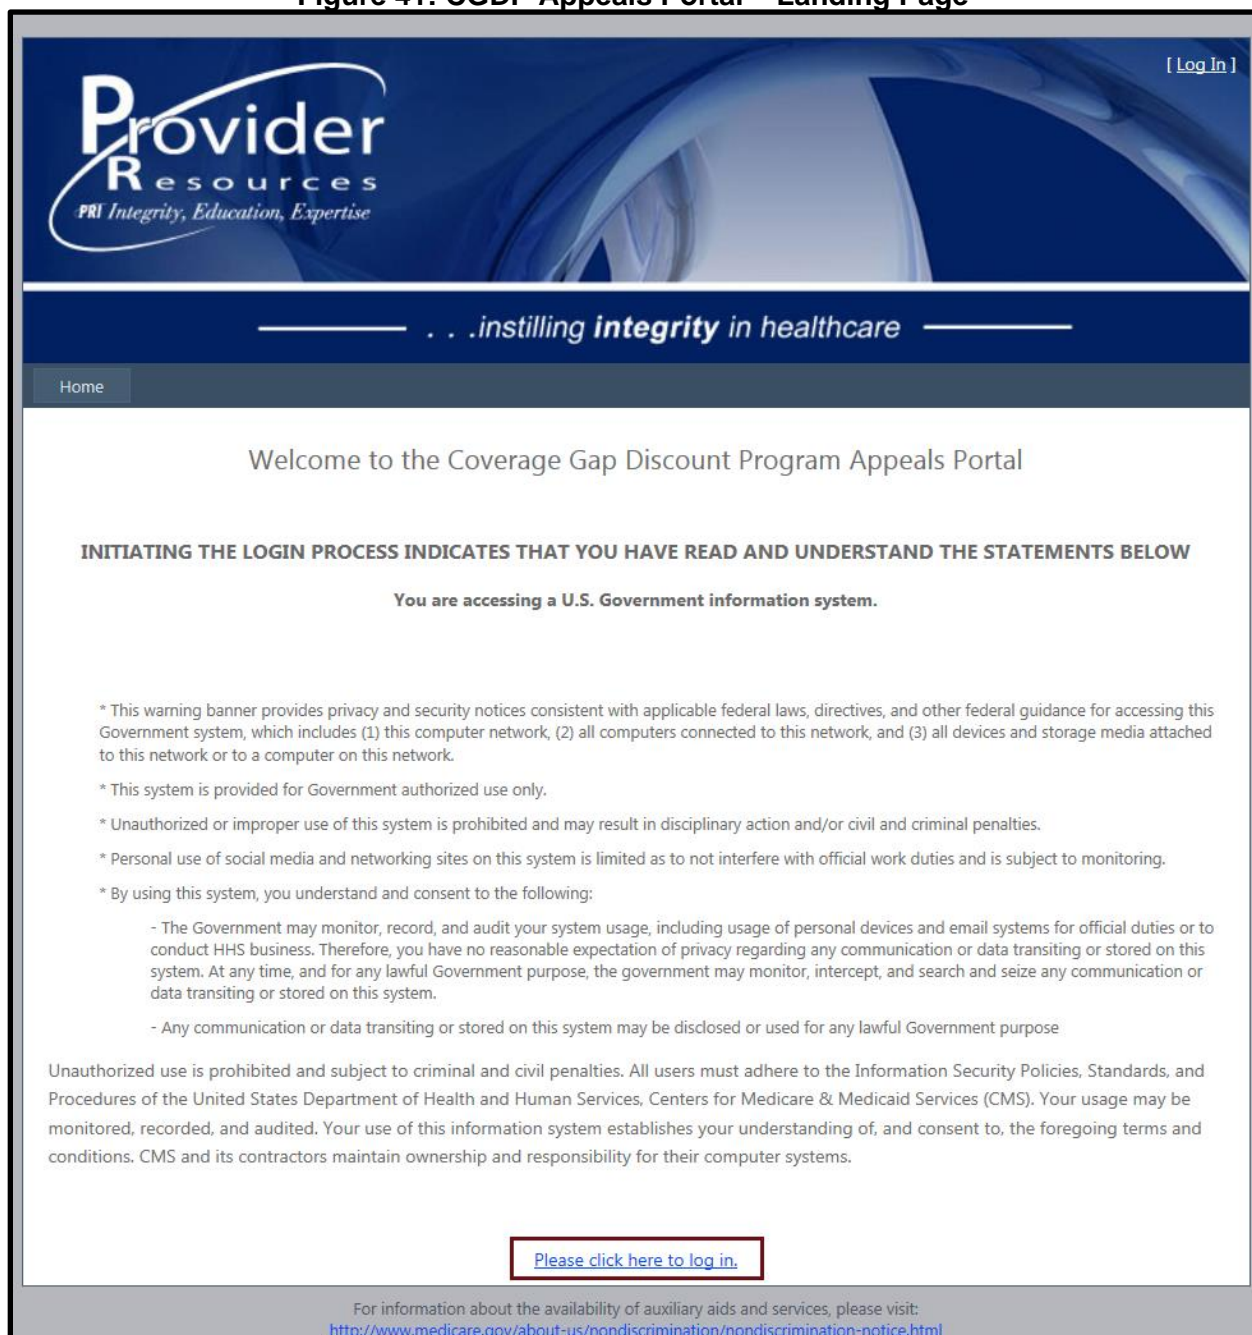 Figure 41: CGDP Appeals Portal – Landing Page
[ Log In ]
Provider
Resources
PRI Integrity, Education, Expertise
. . .instilling integrity in healthcare
Home
Welcome to the Coverage Gap Discount Program Appeals Portal
INITIATING THE LOGIN PROCESS INDICATES THAT YOU HAVE READ AND UNDERSTAND THE STATEMENTS BELOW
You are accessing a U.S. Government information system.
* This warning banner provides privacy and security notices consistent with applicable federal laws, directives, and other federal guidance for accessing this
Government system, which includes (1) this computer network, (2) all computers connected to this network, and (3) all devices and storage media attached
to this network or to a computer on this network.
* This system is provided for Government authorized use only.
* Unauthorized or improper use of this system is prohibited and may result in disciplinary action and/or civil and criminal penalties.
* Personal use of social media and networking sites on this system is limited as to not interfere with official work duties and is subject to monitoring.
* By using this system, you understand and consent to the following:
- The Government may monitor, record, and audit your system usage, including usage of personal devices and email systems for official duties or to
conduct HHS business. Therefore, you have no reasonable expectation of privacy regarding any communication or data transiting or stored on this
system. At any time, and for any lawful Government purpose, the government may monitor, intercept, and search and seize any communication or
data transiting or stored on this system.
- Any communication or data transiting or stored on this system may be disclosed or used for any lawful Government purpose
Unauthorized use is prohibited and subject to criminal and civil penalties. All users must adhere to the Information Security Policies, Standards, and
Procedures of the United States Department of Health and Human Services, Centers for Medicare & Medicaid Services (CMS). Your usage may be
monitored, recorded, and audited. Your use of this information system establishes your understanding of, and consent to, the foregoing terms and
conditions. CMS and its contractors maintain ownership and responsibility for their computer systems.
Please click here to log in.
For information about the availability of auxiliary aids and services, please visit:
http://www.medicare.gov/about-us/nondiscrimination/nondiscrimination-notice.html